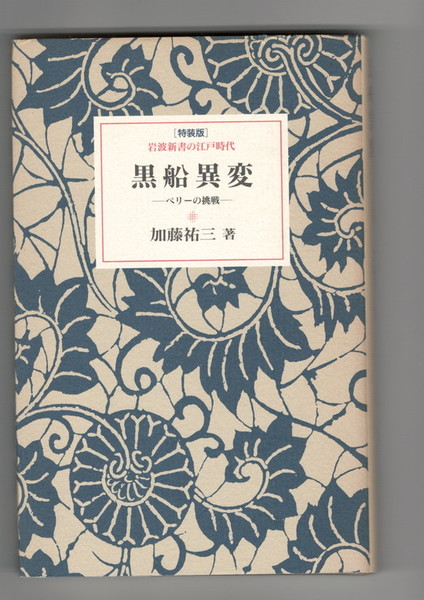 [特装版]
岩波新書の江戸時代
黒船異変
―ペリーの挑戦―
加藤祐三 著